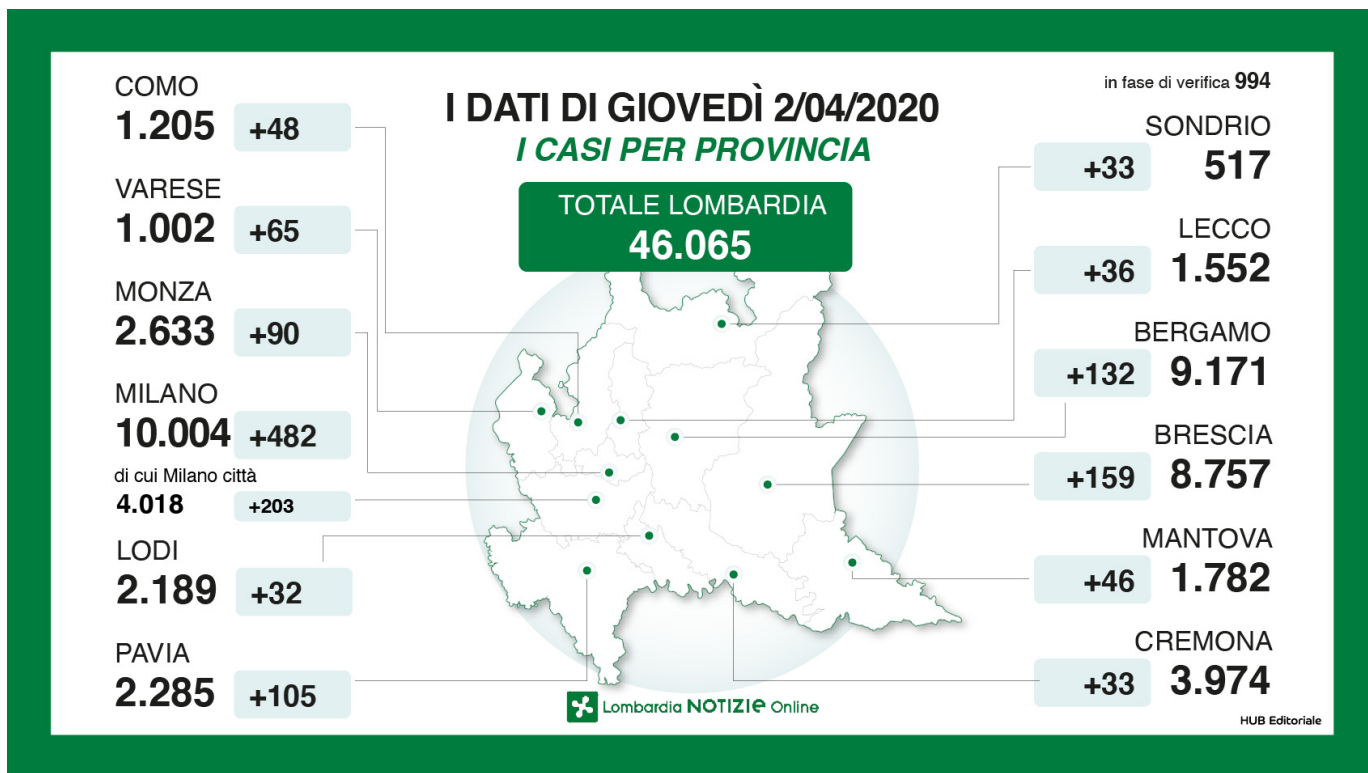 I DATI DI GIOVEDÌ 2/04/2020
I CASI PER PROVINCIA
TOTALE LOMBARDIA
46.065
COMO
1.205 +48
VARESE
1.002 +65
MONZA
2.633 +90
MILANO
10.004 +482
di cui Milano città
4.018 +203
LODI
2.189 +32
PAVIA
2.285 +105
in fase di verifica 994
SONDRIO
+33 517
LECCO
+36 1.552
BERGAMO
+132 9.171
BRESCIA
+159 8.757
MANTOVA
+46 1.782
CREMONA
+33 3.974
Lombardia NOTIZIe Online
HUB Editoriale